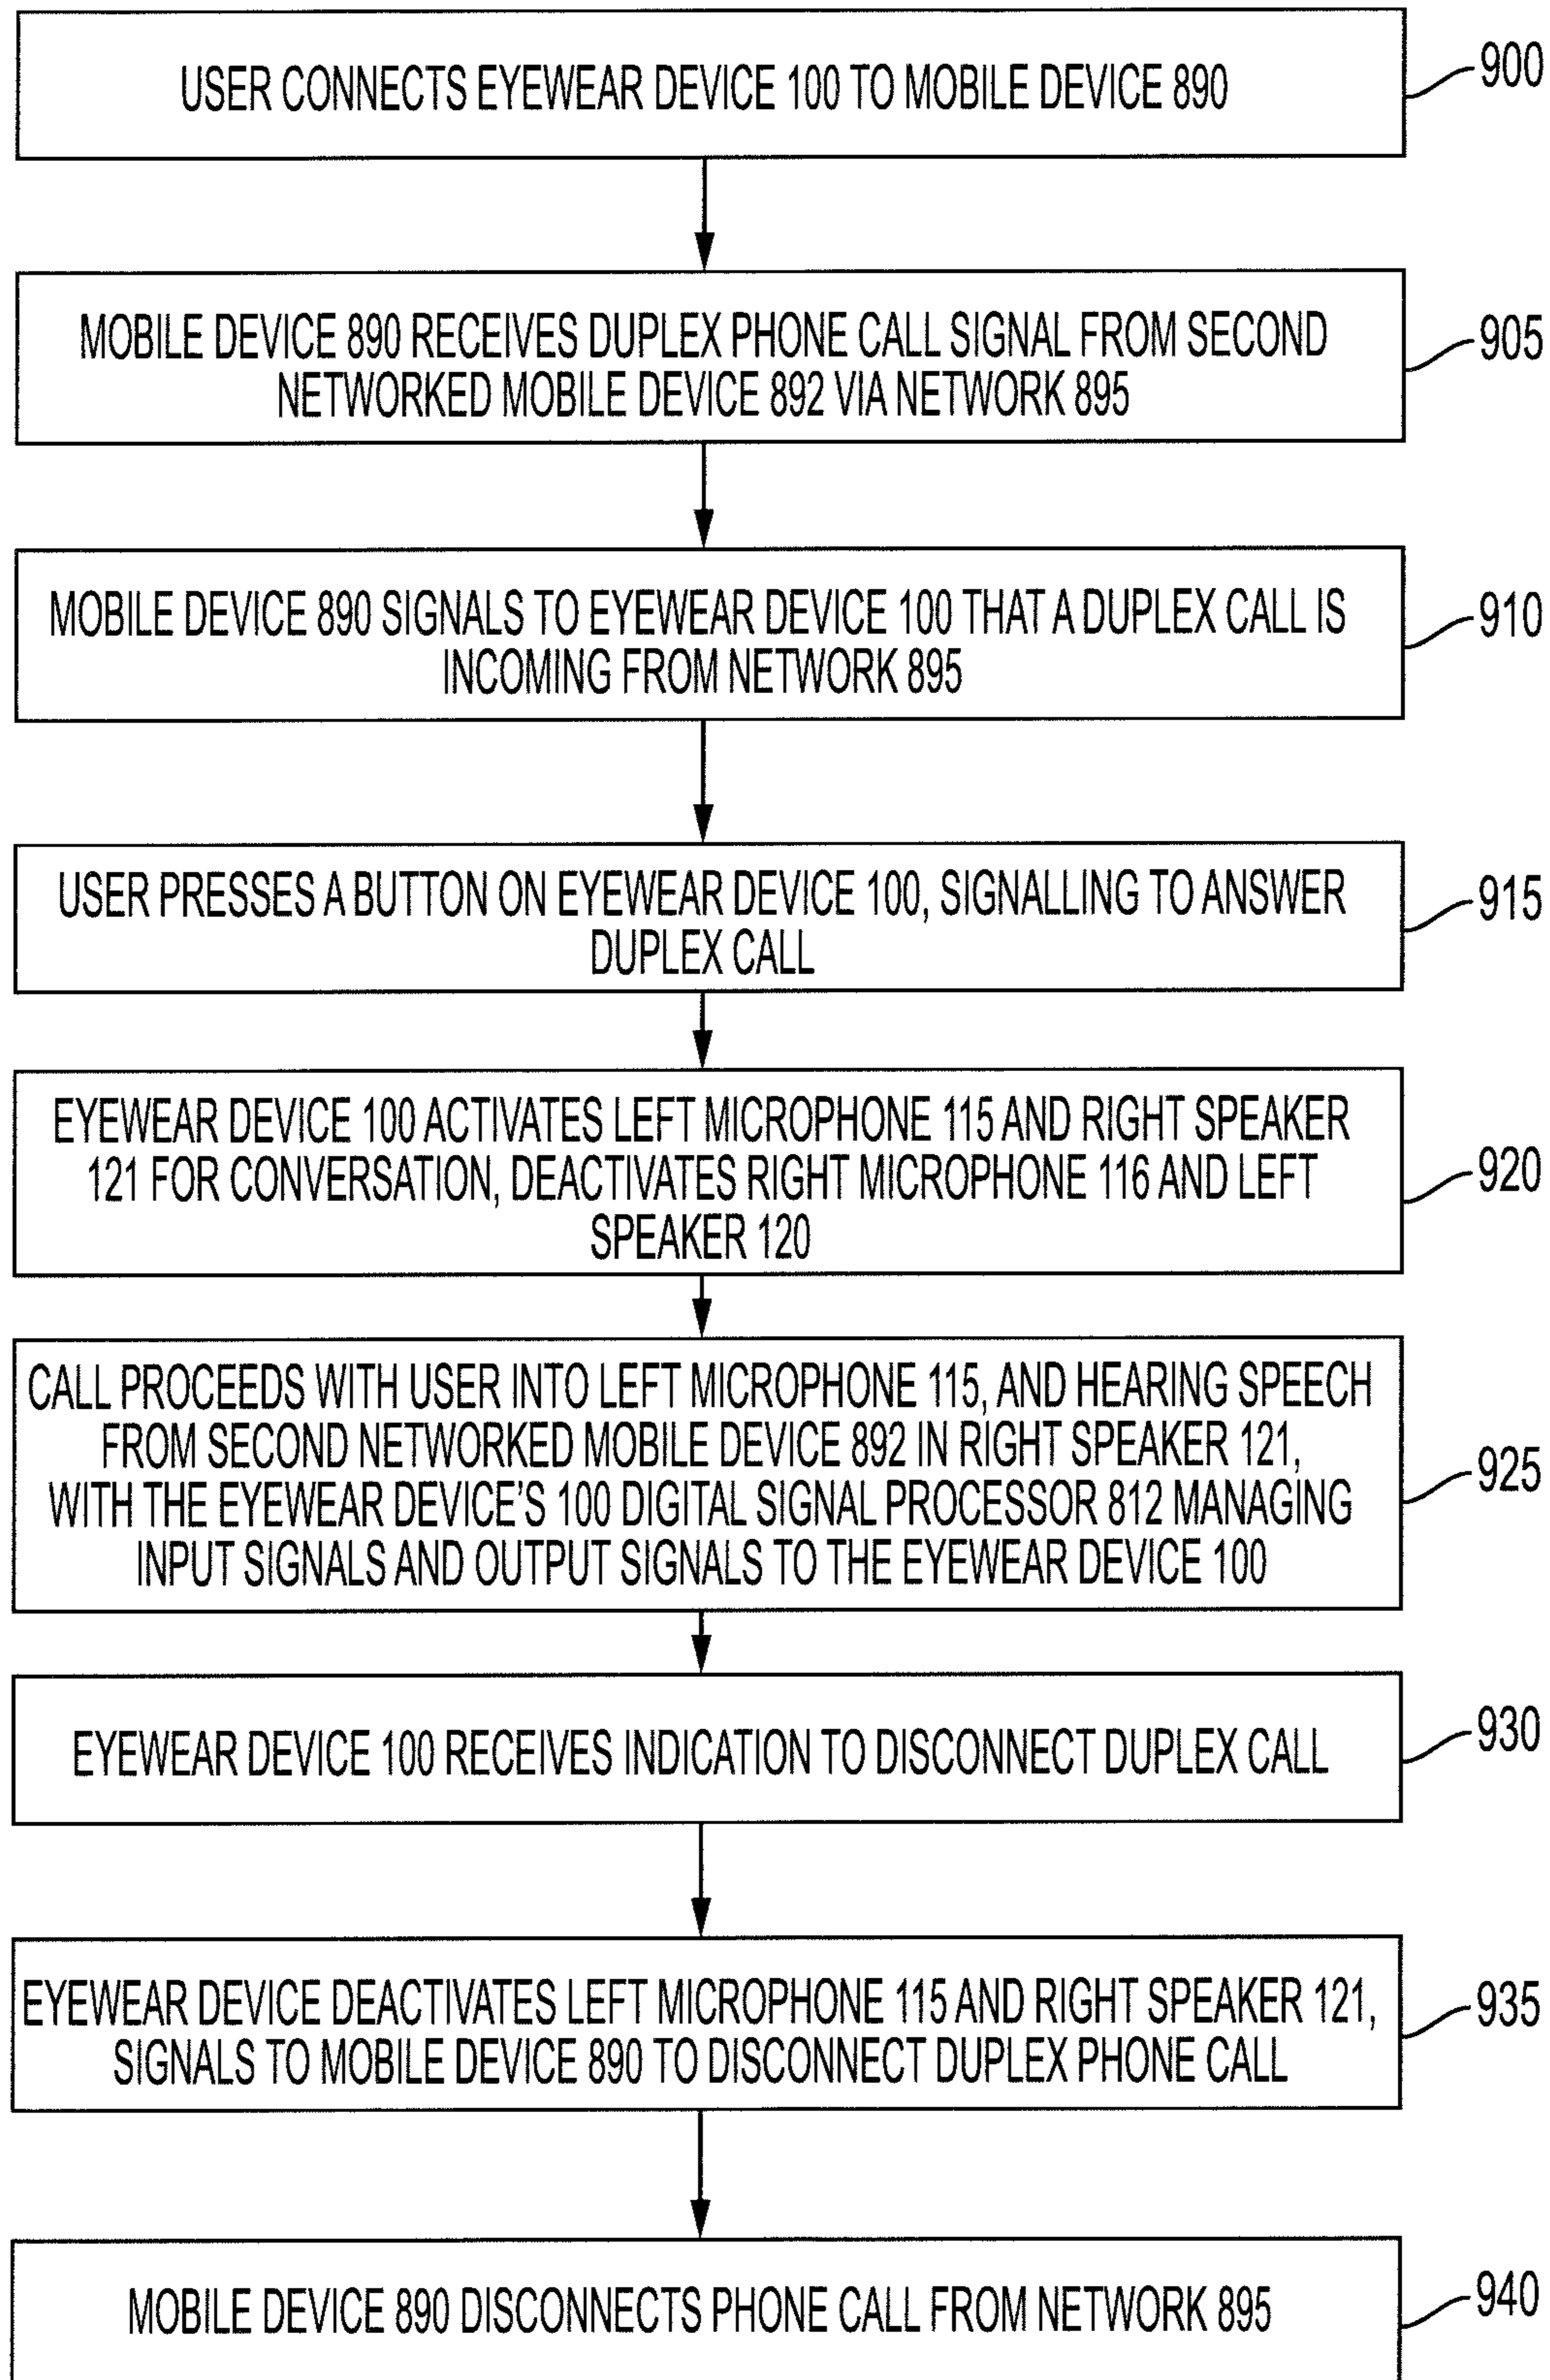 USER CONNECTS EYEWEAR DEVICE 100 TO MOBILE DEVICE 890
900
MOBILE DEVICE 890 RECEIVES DUPLEX PHONE CALL SIGNAL FROM SECOND
NETWORKED MOBILE DEVICE 892 VIA NETWORK 895
905
MOBILE DEVICE 890 SIGNALS TO EYEWEAR DEVICE 100 THAT A DUPLEX CALL IS
INCOMING FROM NETWORK 895
910
USER PRESSES A BUTTON ON EYEWEAR DEVICE 100, SIGNALLING TO ANSWER
DUPLEX CALL
915
EYEWEAR DEVICE 100 ACTIVATES LEFT MICROPHONE 115 AND RIGHT SPEAKER
121 FOR CONVERSATION, DEACTIVATES RIGHT MICROPHONE 116 AND LEFT
SPEAKER 120
920
CALL PROCEEDS WITH USER INTO LEFT MICROPHONE 115, AND HEARING SPEECH
FROM SECOND NETWORKED MOBILE DEVICE 892 IN RIGHT SPEAKER 121,
WITH THE EYEWEAR DEVICE'S 100 DIGITAL SIGNAL PROCESSOR 812 MANAGING
INPUT SIGNALS AND OUTPUT SIGNALS TO THE EYEWEAR DEVICE 100
925
EYEWEAR DEVICE 100 RECEIVES INDICATION TO DISCONNECT DUPLEX CALL
930
EYEWEAR DEVICE DEACTIVATES LEFT MICROPHONE 115 AND RIGHT SPEAKER 121,
SIGNALS TO MOBILE DEVICE 890 TO DISCONNECT DUPLEX PHONE CALL
935
MOBILE DEVICE 890 DISCONNECTS PHONE CALL FROM NETWORK 895
940